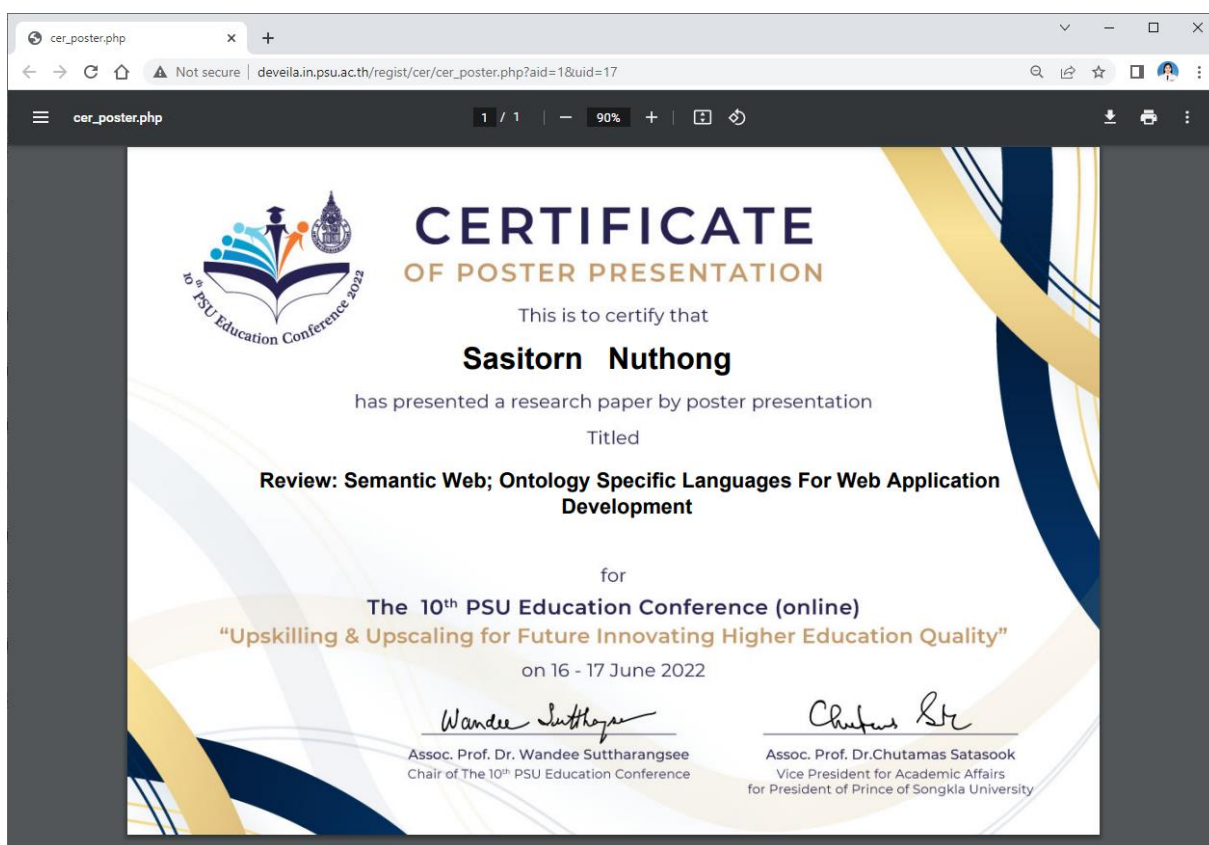 cer_poster.php
Not secure | deveila.in.psu.ac.th/regist/cer/cer_poster.php?aid=1&uid=17
cer_poster.php
1 / 1 | − 90% + |
10th PSU Education Conference 2022
CERTIFICATE
OF POSTER PRESENTATION
This is to certify that
Sasitorn Nuthong
has presented a research paper by poster presentation
Titled
Review: Semantic Web; Ontology Specific Languages For Web Application
Development
for
The 10th PSU Education Conference (online)
“Upskilling & Upscaling for Future Innovating Higher Education Quality”
on 16 - 17 June 2022
Assoc. Prof. Dr. Wandee Suttharangsee
Chair of The 10th PSU Education Conference
Assoc. Prof. Dr.Chutamas Satasook
Vice President for Academic Affairs
for President of Prince of Songkla University